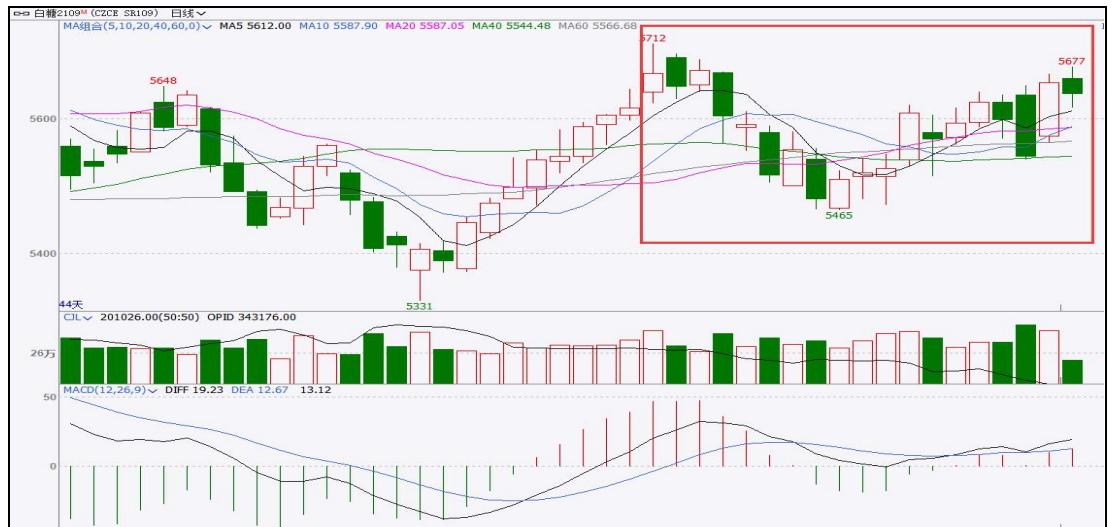 白糖2109ᴹ (CZCE SR109) 日线
MA组合(5,10,20,40,60,0) MA5 5612.00 MA10 5587.90 MA20 5587.05 MA40 5544.48 MA60 5566.68
5712
5677
5648
5600
5465
5400
5331
44天
CJL 201026.00(50:50) OPID 343176.00
26万
MACD(12,26,9) DIFF 19.23 DEA 12.67 13.12
50
0